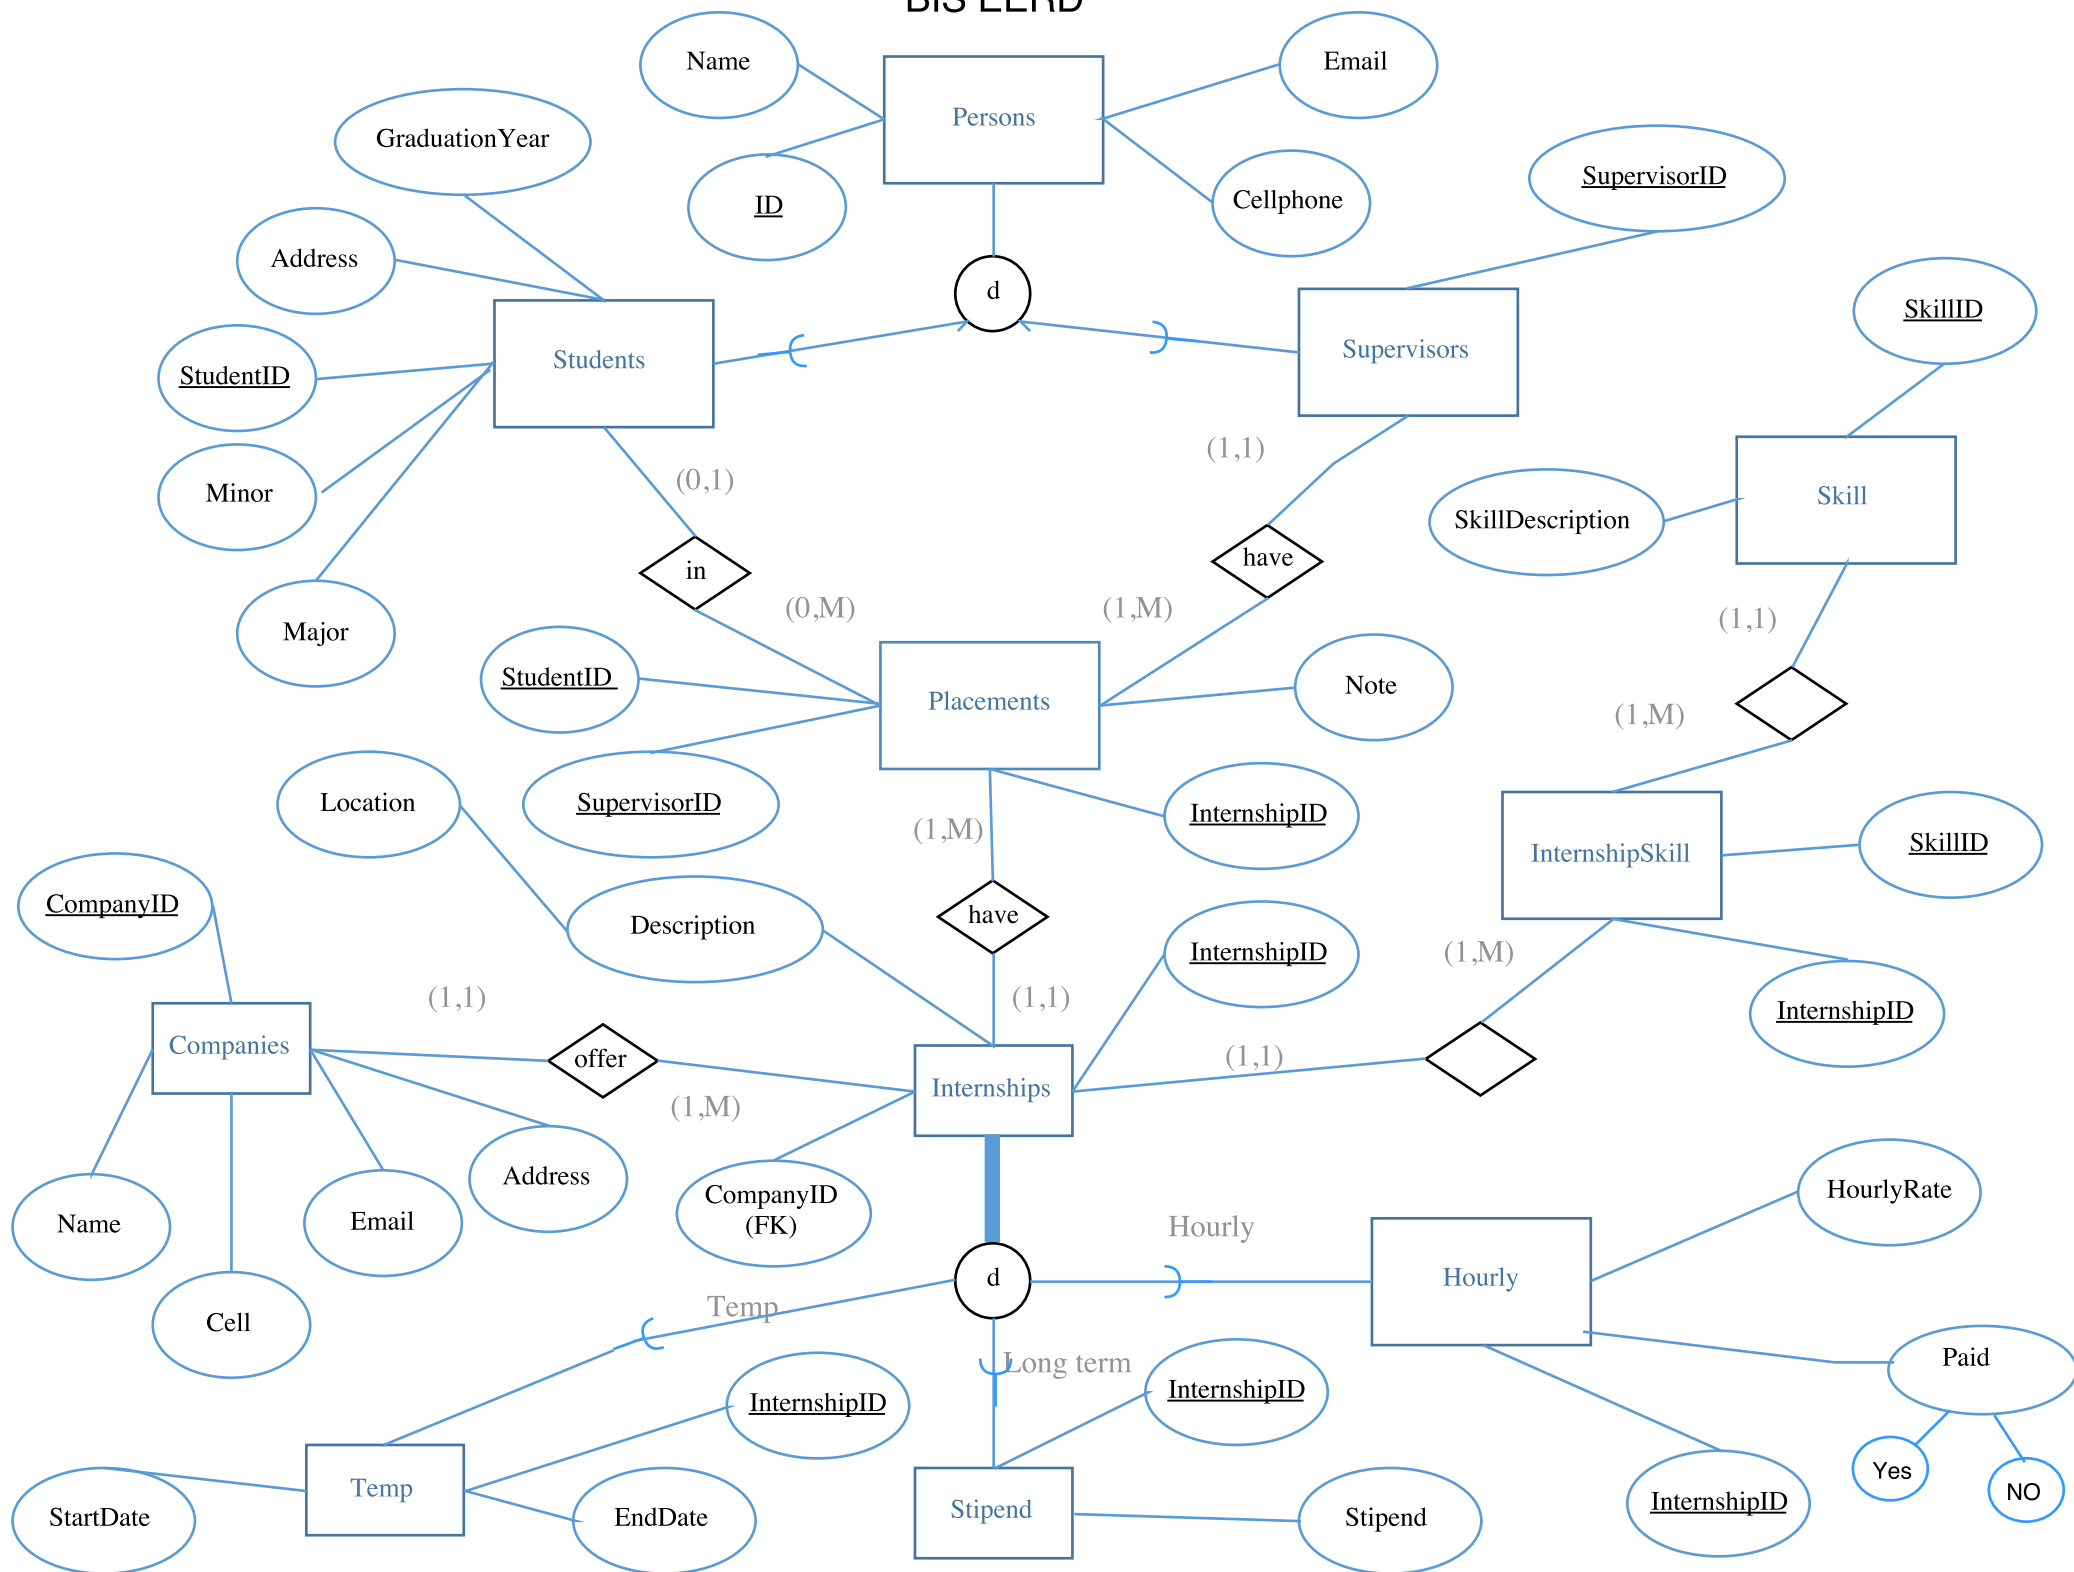 BIS EERD
Name
Email
Persons
GraduationYear
SupervisorID
ID
Cellphone
Address
d
SkillID
Students
Supervisors
StudentID
(1,1)
(0,1)
Minor
Skill
SkillDescription
in
have
(0,M)
(1,M)
(1,1)
Major
StudentID
Note
Placements
(1,M)
Location
SupervisorID
InternshipID
(1,M)
InternshipSkill
SkillID
CompanyID
have
Description
InternshipID
(1,M)
(1,1)
(1,1)
InternshipID
Companies
offer
(1,1)
Internships
(1,M)
Address
HourlyRate
CompanyID
(FK)
Name
Email
Hourly
d
Hourly
Temp
Cell
Long term
Paid
InternshipID
InternshipID
Yes
NO
Temp
InternshipID
StartDate
EndDate
Stipend
Stipend